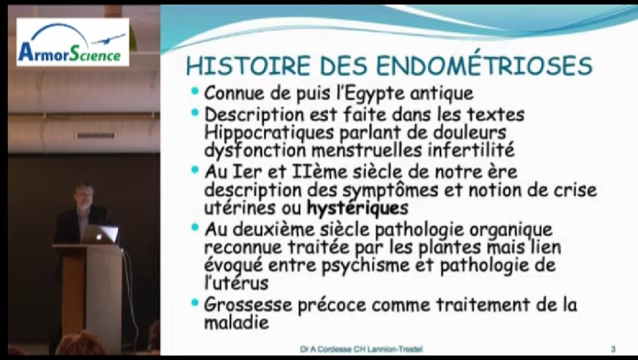 ArmorScience
HISTOIRE DES ENDOMÉTRIOSES
Connue de puis l'Egypte antique
Description est faite dans les textes
Hippocratiques parlant de douleurs
dysfonction menstruelles infertilité
Au Ier et IIème siècle de notre ère
description des symptômes et notion de crise
utérines ou hystériques
Au deuxième siècle pathologie organique
reconnue traitée par les plantes mais lien
évoqué entre psychisme et pathologie de
l'utérus
Grossesse précoce comme traitement de la
maladie
Dr A Cordesse CH Lannion-Trestel
3